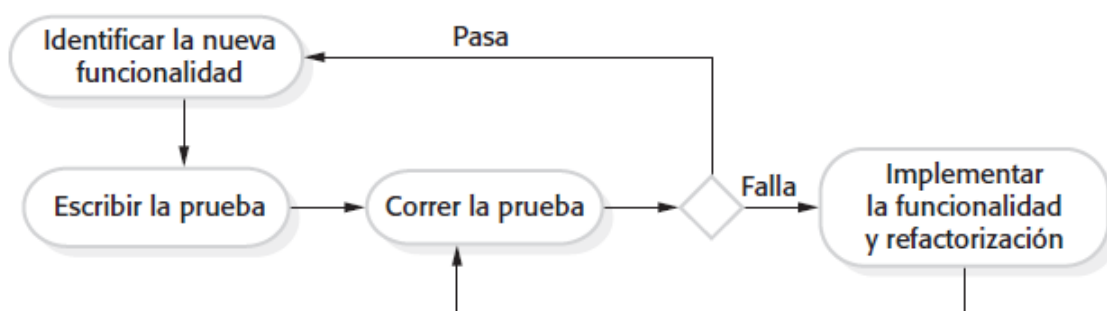 Identificar la nueva
funcionalidad
Pasa
Escribir la prueba
Correr la prueba
Falla
Implementar
la funcionalidad
y refactorización